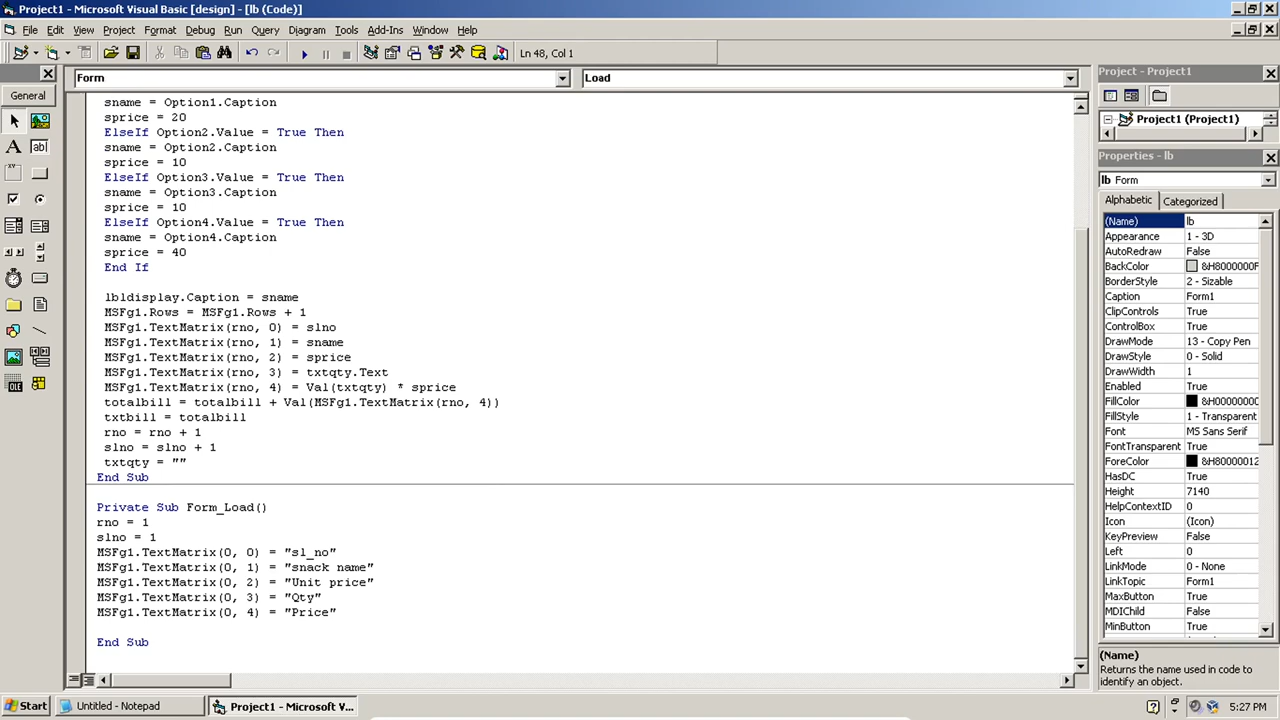 Project1 - Microsoft Visual Basic [design] - [lb (Code)]
File Edit View Project Format Debug Run Query Diagram Tools Add-Ins Window Help
Ln 48, Col 1
General
Form
Load
sname = Option1.Caption
sprice = 20
ElseIf Option2.Value = True Then
sname = Option2.Caption
sprice = 10
ElseIf Option3.Value = True Then
sname = Option3.Caption
sprice = 10
ElseIf Option4.Value = True Then
sname = Option4.Caption
sprice = 40
End If
lbldisplay.Caption = sname
MSFg1.Rows = MSFg1.Rows + 1
MSFg1.TextMatrix(rno, 0) = slno
MSFg1.TextMatrix(rno, 1) = sname
MSFg1.TextMatrix(rno, 2) = sprice
MSFg1.TextMatrix(rno, 3) = txtqty.Text
MSFg1.TextMatrix(rno, 4) = Val(txtqty) * sprice
totalbill = totalbill + Val(MSFg1.TextMatrix(rno, 4))
txtbill = totalbill
rno = rno + 1
slno = slno + 1
txtqty = ""
End Sub
Private Sub Form_Load()
rno = 1
slno = 1
MSFg1.TextMatrix(0, 0) = "sl_no"
MSFg1.TextMatrix(0, 1) = "snack name"
MSFg1.TextMatrix(0, 2) = "Unit price"
MSFg1.TextMatrix(0, 3) = "Qty"
MSFg1.TextMatrix(0, 4) = "Price"
End Sub
Project - Project1
Project1 (Project1)
Properties - lb
lb Form
Alphabetic Categorized
(Name) lb
Appearance 1 - 3D
AutoRedraw False
BackColor &H8000000F
BorderStyle 2 - Sizable
Caption Form1
ClipControls True
ControlBox True
DrawMode 13 - Copy Pen
DrawStyle 0 - Solid
DrawWidth 1
Enabled True
FillColor &H00000000
FillStyle 1 - Transparent
Font MS Sans Serif
FontTransparent True
ForeColor &H80000012
HasDC True
Height 7140
HelpContextID 0
Icon (Icon)
KeyPreview False
Left 0
LinkMode 0 - None
LinkTopic Form1
MaxButton True
MDIChild False
MinButton True
(Name)
Returns the name used in code to
identify an object.
Start
Untitled - Notepad
Project1 - Microsoft V...
5:27 PM